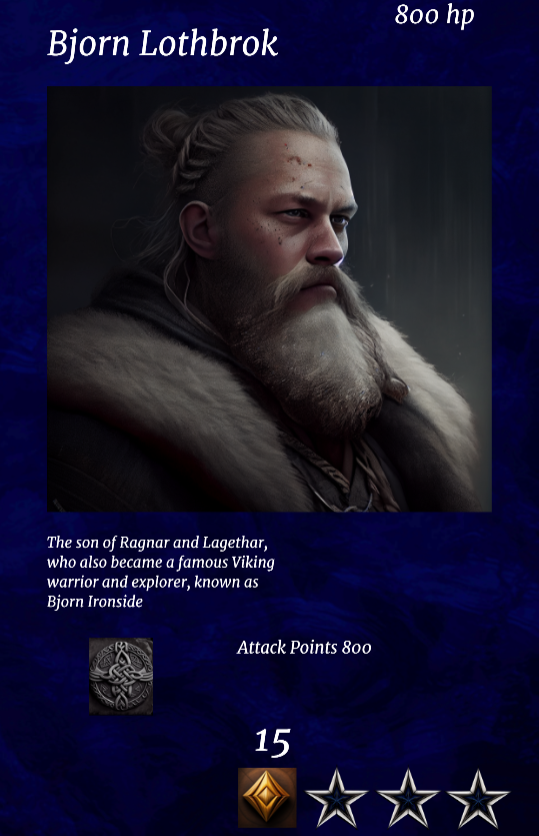 800 hp
Bjorn Lothbrok
The son of Ragnar and Lagethar,
who also became a famous Viking
warrior and explorer, known as
Bjorn Ironside
Attack Points 800
15